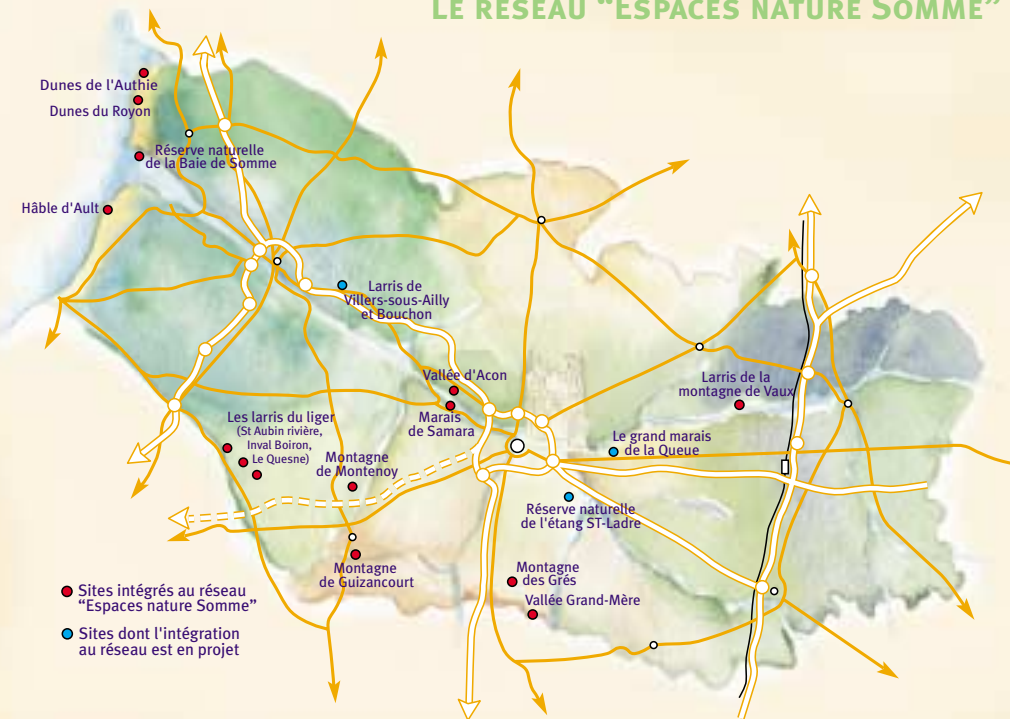 LE RÉSEAU “ESPACES NATURE SOMME”
Dunes de l'Authie
Dunes du Royon
Réserve naturelle
de la Baie de Somme
Hâble d'Ault
Larris de
Villers-sous-Ailly
et Bouchon
Vallée d'Acon
Marais
de Samara
Larris de la
montagne de Vaux
Les larris du liger
(St Aubin rivière,
Inval Boiron,
Le Quesne)
Montagne
de Montenoy
Le grand marais
de la Queue
Réserve naturelle
de l'étang ST-Ladre
Montagne
de Guizancourt
Montagne
des Grés
Vallée Grand-Mère
Sites intégrés au réseau
“Espaces nature Somme”
Sites dont l'intégration
au réseau est en projet